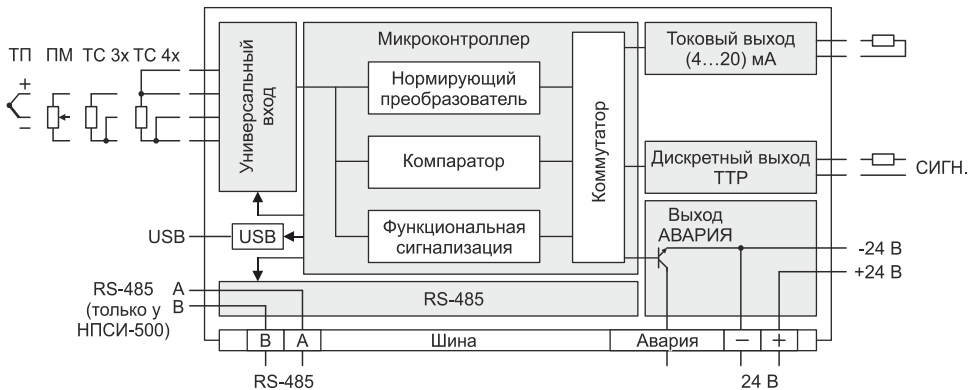 ТП
ПМ
ТС 3x
ТС 4x
+
–
Универсальный
вход
Микроконтроллер
Нормирующий
преобразователь
Компаратор
Функциональная
сигнализация
Коммутатор
Токовый выход
(4...20) мА
Дискретный выход
ТТР
СИГН.
Выход
АВАРИЯ
-24 В
+24 В
USB
USB
RS-485
(только у
НПСИ-500)
A
B
RS-485
B
A
Шина
Авария
–
+
RS-485
24 В